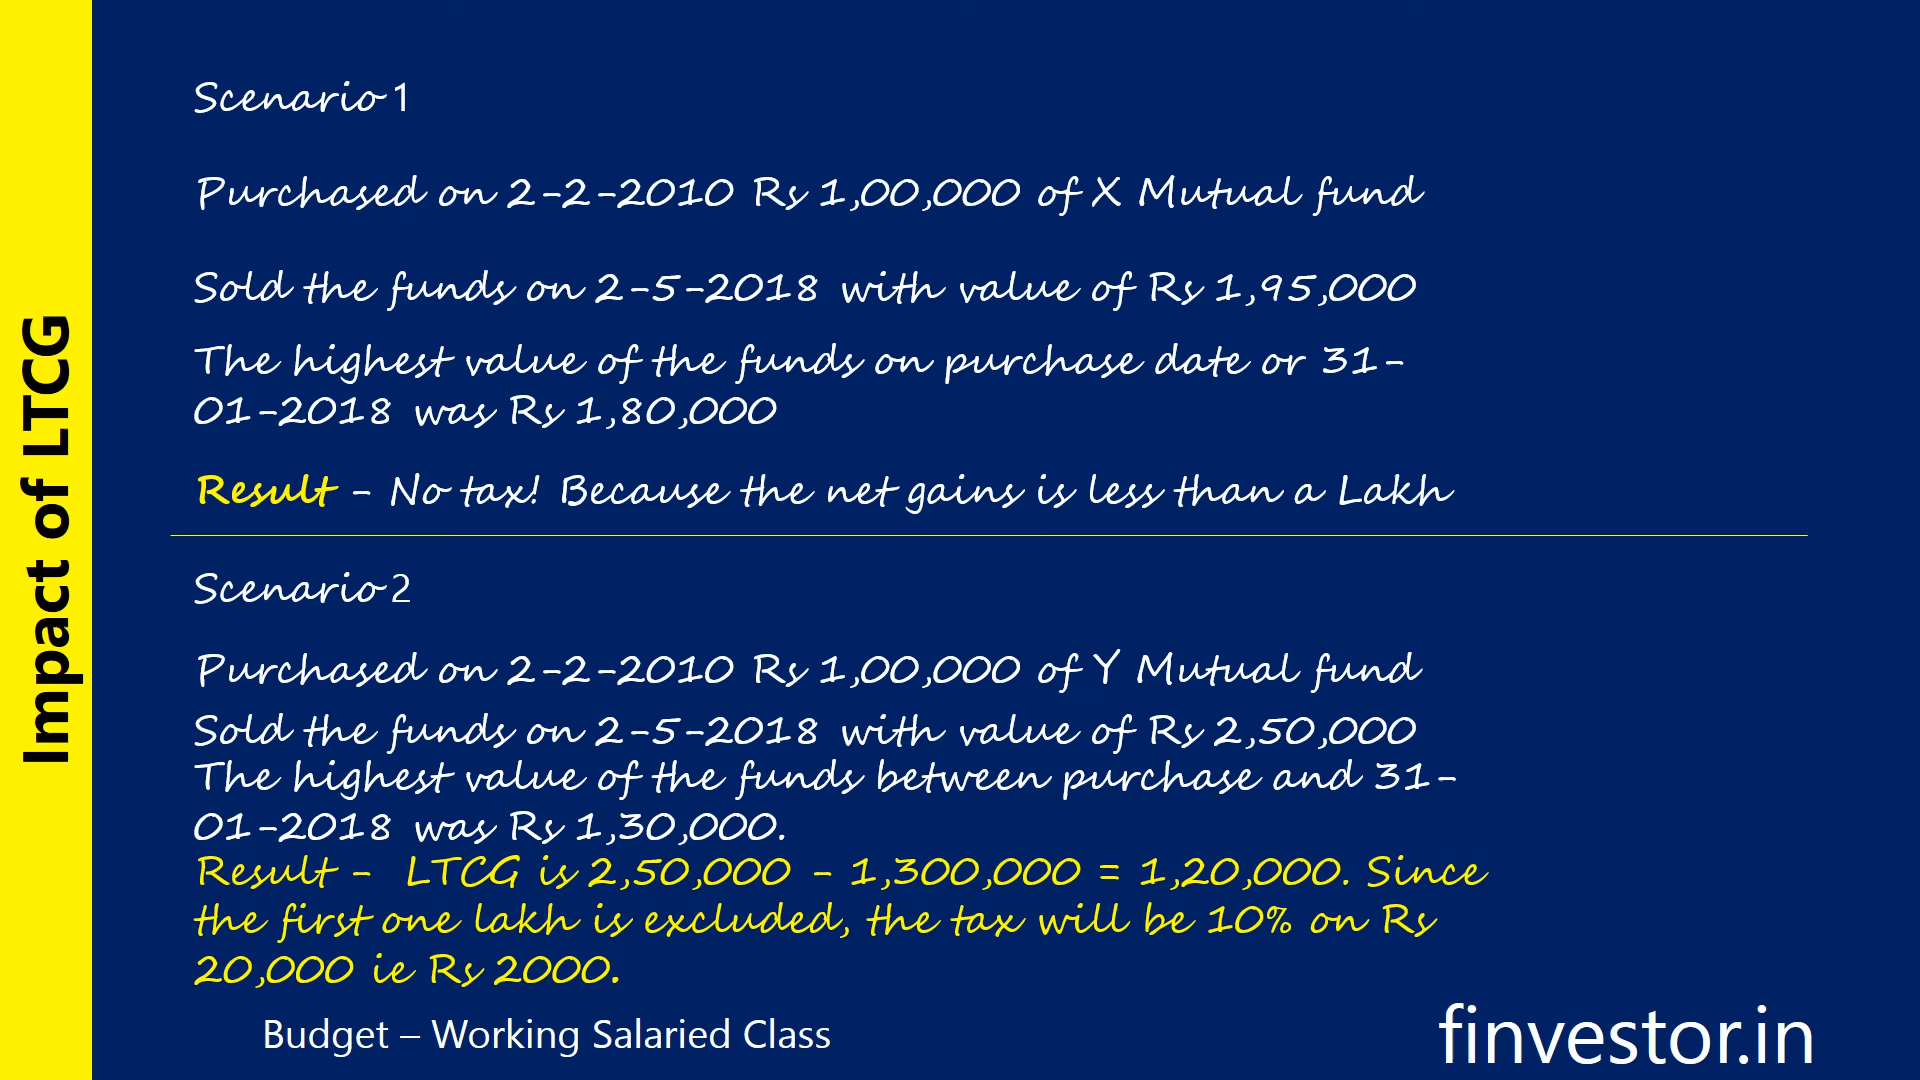 Impact of LTCG
Scenario 1
Purchased on 2-2-2010 Rs 1,00,000 of X Mutual fund
Sold the funds on 2-5-2018 with value of Rs 1,95,000
The highest value of the funds on purchase date or 31-
01-2018 was Rs 1,80,000
Result - No tax! Because the net gains is less than a Lakh
Scenario 2
Purchased on 2-2-2010 Rs 1,00,000 of Y Mutual fund
Sold the funds on 2-5-2018 with value of Rs 2,50,000
The highest value of the funds between purchase and 31-
01-2018 was Rs 1,30,000.
Result - LTCG is 2,50,000 - 1,300,000 = 1,20,000. Since
the first one lakh is excluded, the tax will be 10% on Rs
20,000 ie Rs 2000.
Budget – Working Salaried Class
finvestor.in